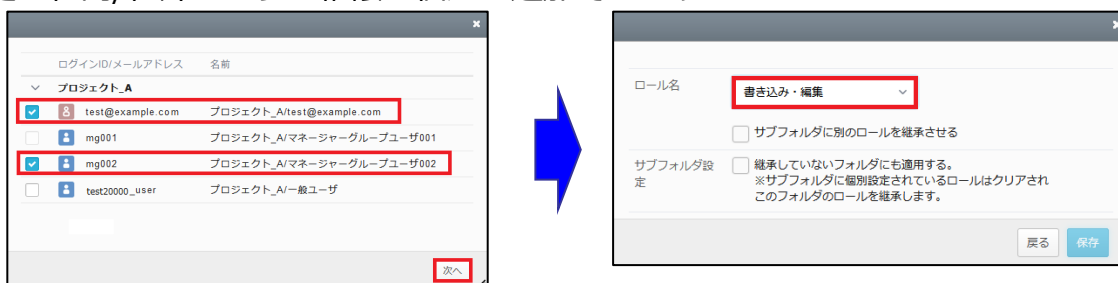 ログインID/メールアドレス 名前
プロジェクト_A
test@example.com プロジェクト_A/test@example.com
mg001 プロジェクト_A/マネージャーグループユーザ001
mg002 プロジェクト_A/マネージャーグループユーザ002
test20000_user プロジェクト_A/一般ユーザ
次へ
ロール名 書き込み・編集
サブフォルダに別のロールを継承させる
サブフォルダ設定 継承していないフォルダにも適用する。
※サブフォルダに個別設定されているロールはクリアされ
このフォルダのロールを継承します。
戻る 保存